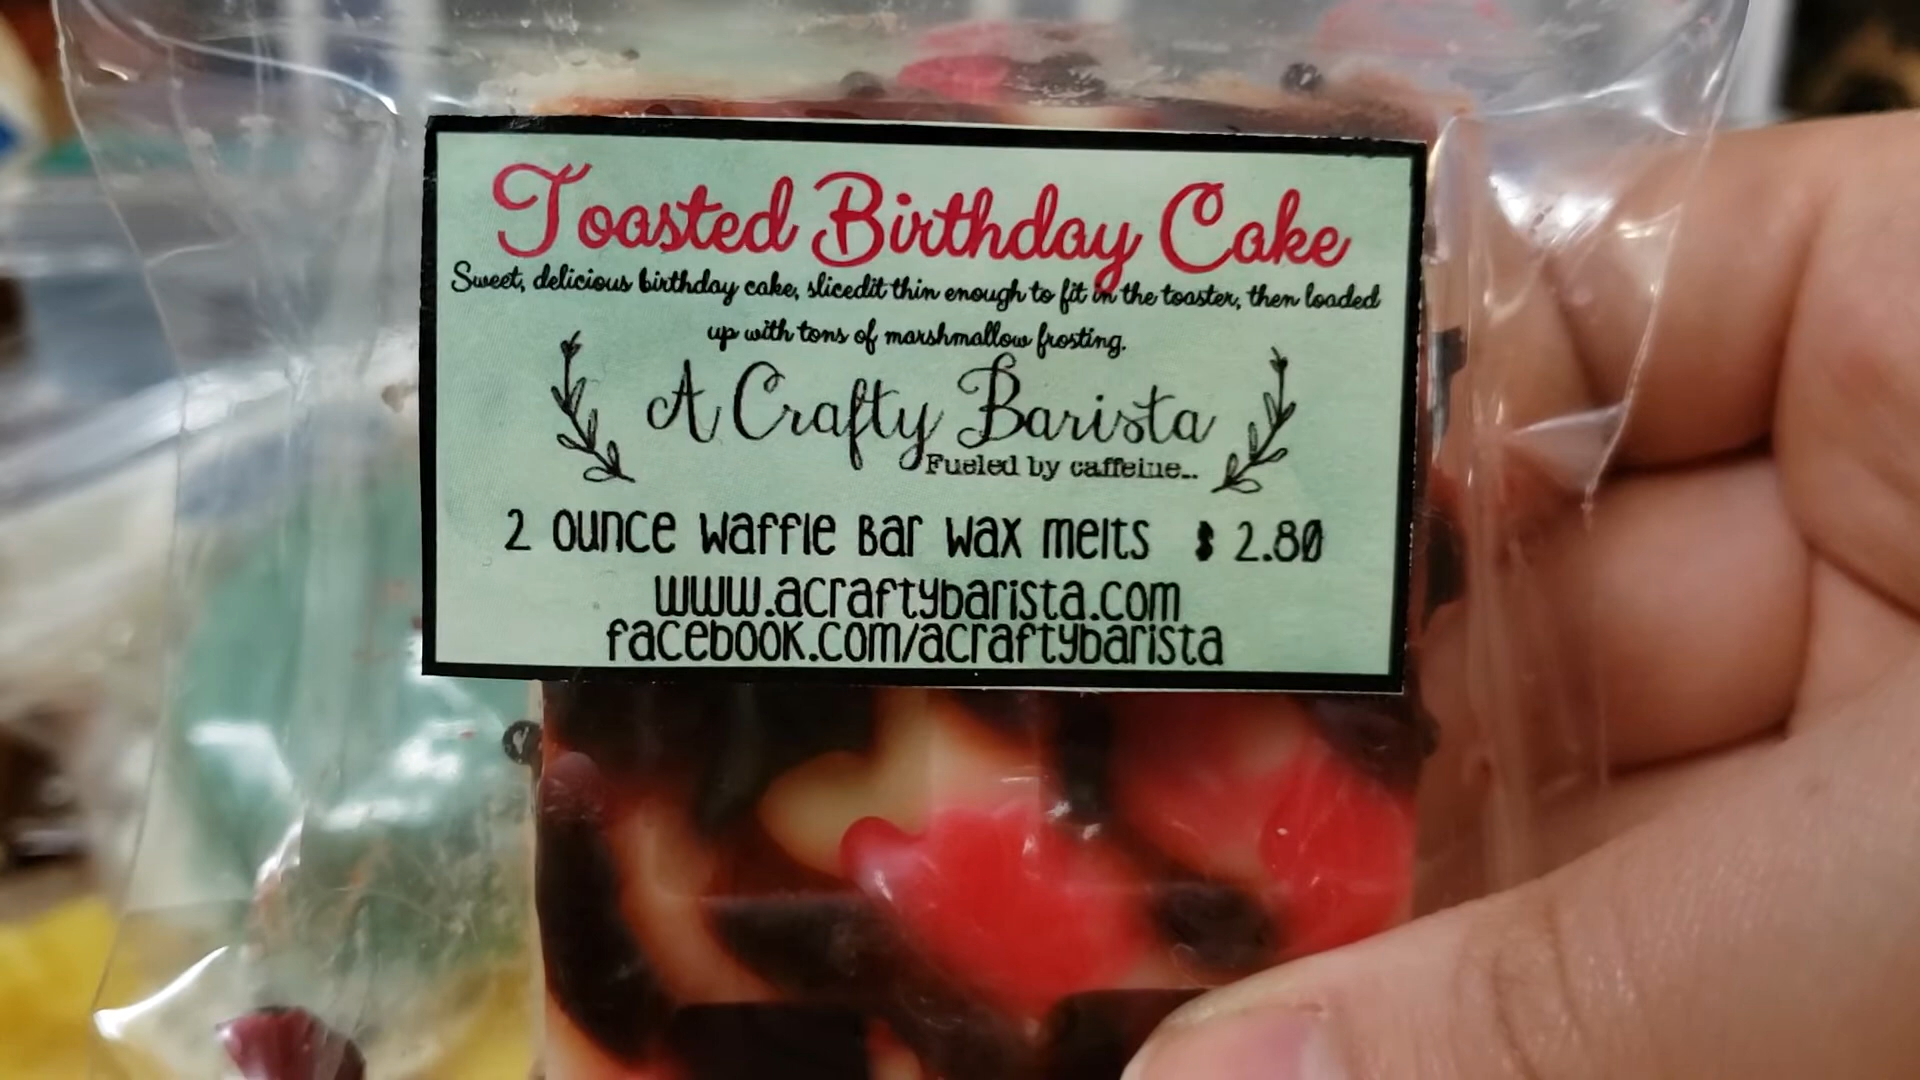 Toasted Birthday Cake
Sweet, delicious birthday cake, slicedit thin enough to fit in the toaster, then loaded
up with tons of marshmallow frosting.
A Crafty Barista
Fueled by caffeine..
2 ounce waffle Bar wax melts $ 2.80
www.acraftybarista.com
facebook.com/acraftybarista